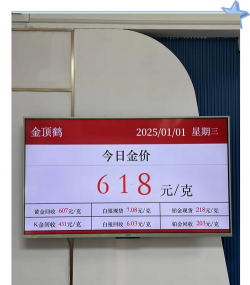 金顶鹤 2025/01/01 星期三
今日金价
618 元/克
黄金回收 607元/克 白银现货 7.08元/克 铂金现货 218元/克
K金回收 451元/克 白银回收 6.03元/克 铂金回收 203元/克